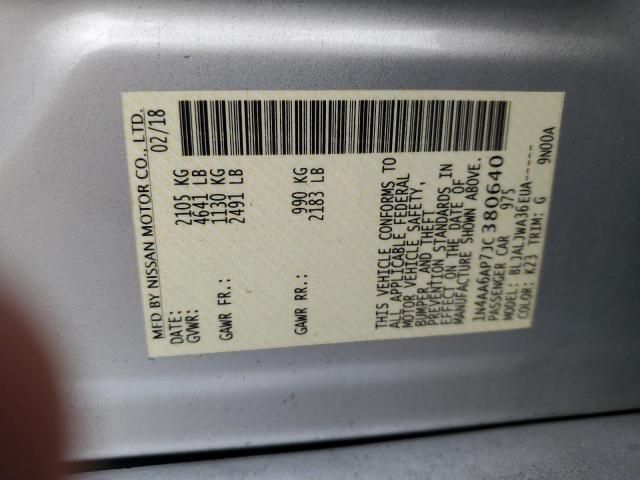 MFD BY NISSAN MOTOR CO., LTD.
DATE: 02/18
GVWR: 2105 KG
4641 LB
GAWR FR.: 1130 KG
2491 LB
GAWR RR.: 990 KG
2183 LB
THIS VEHICLE CONFORMS TO
ALL APPLICABLE FEDERAL
MOTOR VEHICLE SAFETY,
BUMPER, AND THEFT
PREVENTION STANDARDS IN
EFFECT ON THE DATE OF
MANUFACTURE SHOWN ABOVE.
1N4AA6AP7JC380640
PASSENGER CAR 975
MODEL: BLJALJWA36EUA-----
COLOR: K23 TRIM: G 9N00A